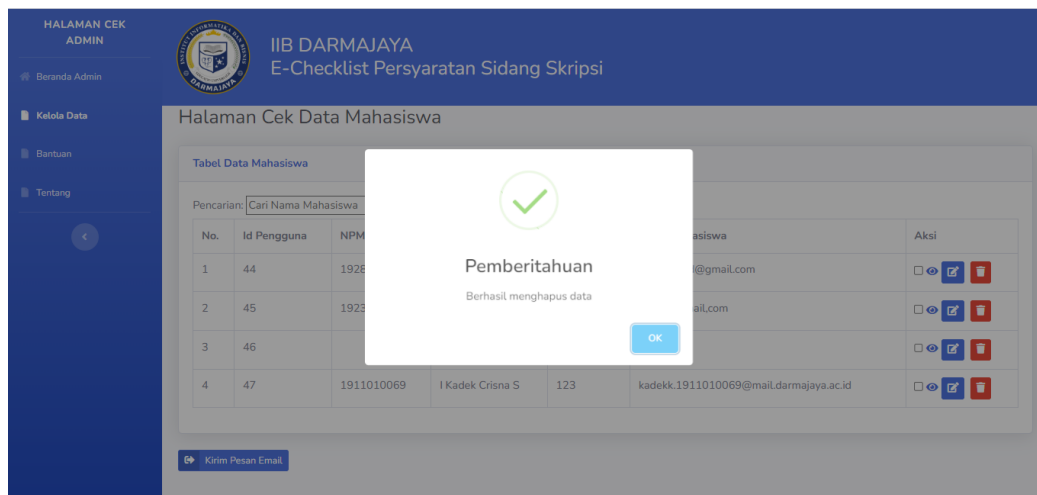 HALAMAN CEK
ADMIN
Beranda Admin
Kelola Data
Bantuan
Tentang
DARMAJAYA
IIB DARMAJAYA
E-Checklist Persyaratan Sidang Skripsi
Halaman Cek Data Mahasiswa
Tabel Data Mahasiswa
Pencarian: Cari Nama Mahasiswa
No. Id Pengguna NPM Aksi
1 44 1928 @gmail.com
2 45 1923 ail,com
3 46
4 47 1911010069 I Kadek Crisna S 123 kadekk.1911010069@mail.darmajaya.ac.id
Pemberitahuan
Berhasil menghapus data
OK
Kirim Pesan Email